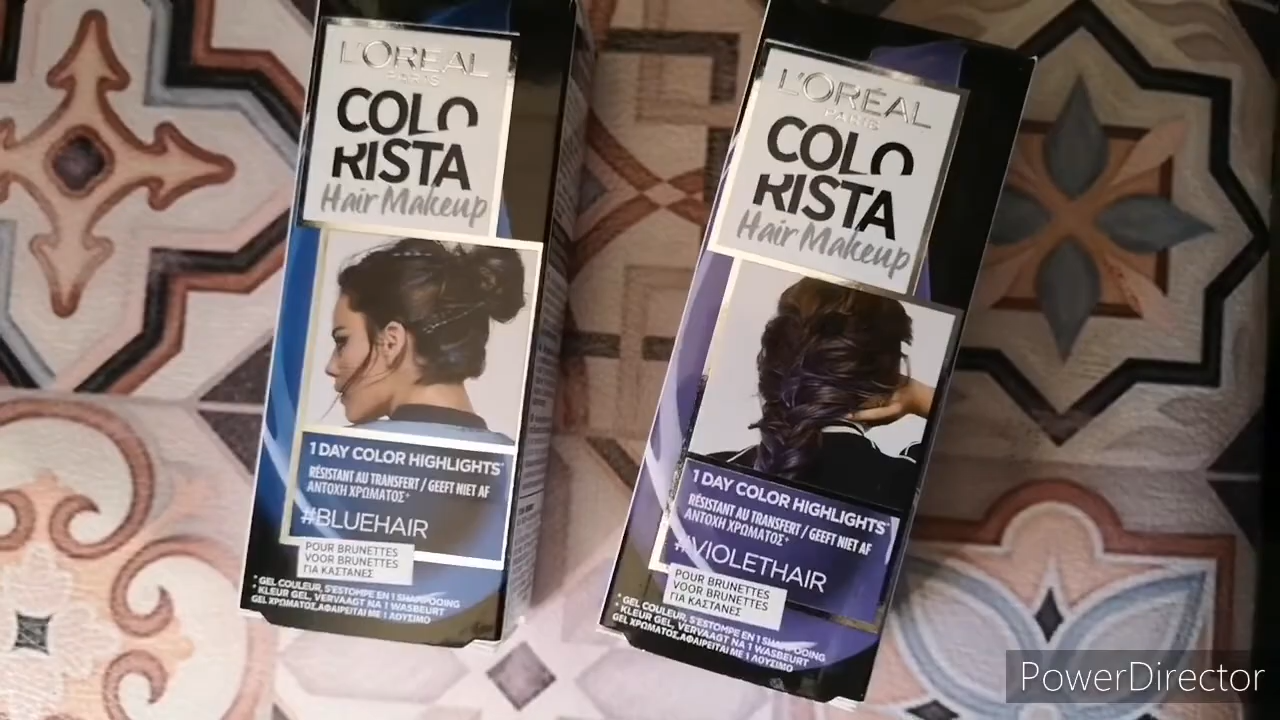 L'ORÉAL
PARIS
COLO
RISTA
Hair Makeup
1 DAY COLOR HIGHLIGHTS*
RÉSISTANT AU TRANSFERT / GEEFT NIET AF
ΑΝΤΟΧΗ ΧΡΩΜΑΤΟΣ+
#BLUEHAIR
POUR BRUNETTES
VOOR BRUNETTES
ΓΙΑ ΚΑΣΤΑΝΕΣ
* GEL COULEUR, S'ESTOMPE EN 1 SHAMPOOING
* KLEUR GEL, VERVAAGT NA 1 WASBEURT
GEL ΧΡΩΜΑΤΟΣ,ΑΦΑΙΡΕΙΤΑΙ ΜΕ 1 ΛΟΥΣΙΜΟ
L'ORÉAL
PARIS
COLO
RISTA
Hair Makeup
1 DAY COLOR HIGHLIGHTS*
RÉSISTANT AU TRANSFERT / GEEFT NIET AF
ΑΝΤΟΧΗ ΧΡΩΜΑΤΟΣ+
#VIOLETHAIR
POUR BRUNETTES
VOOR BRUNETTES
ΓΙΑ ΚΑΣΤΑΝΕΣ
* GEL COULEUR, S'ESTOMPE EN 1 SHAMPOOING
* KLEUR GEL, VERVAAGT NA 1 WASBEURT
GEL ΧΡΩΜΑΤΟΣ,ΑΦΑΙΡΕΙΤΑΙ ΜΕ 1 ΛΟΥΣΙΜΟ
PowerDirector